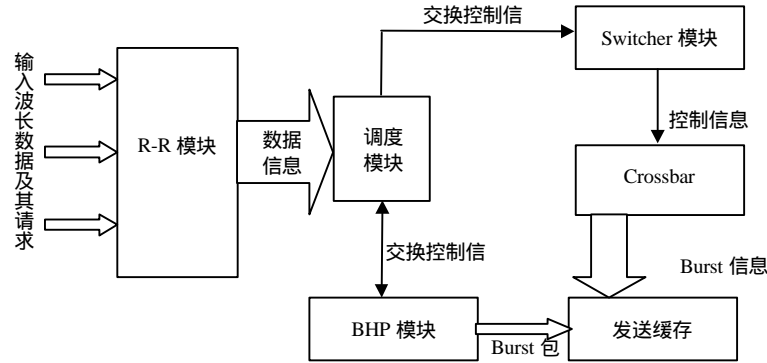 交换控制信
Switcher 模块
输入波长数据及其请求
R-R 模块
数据
信息
调度
模块
控制信息
Crossbar
交换控制信
Burst 信息
BHP 模块
Burst 包
发送缓存